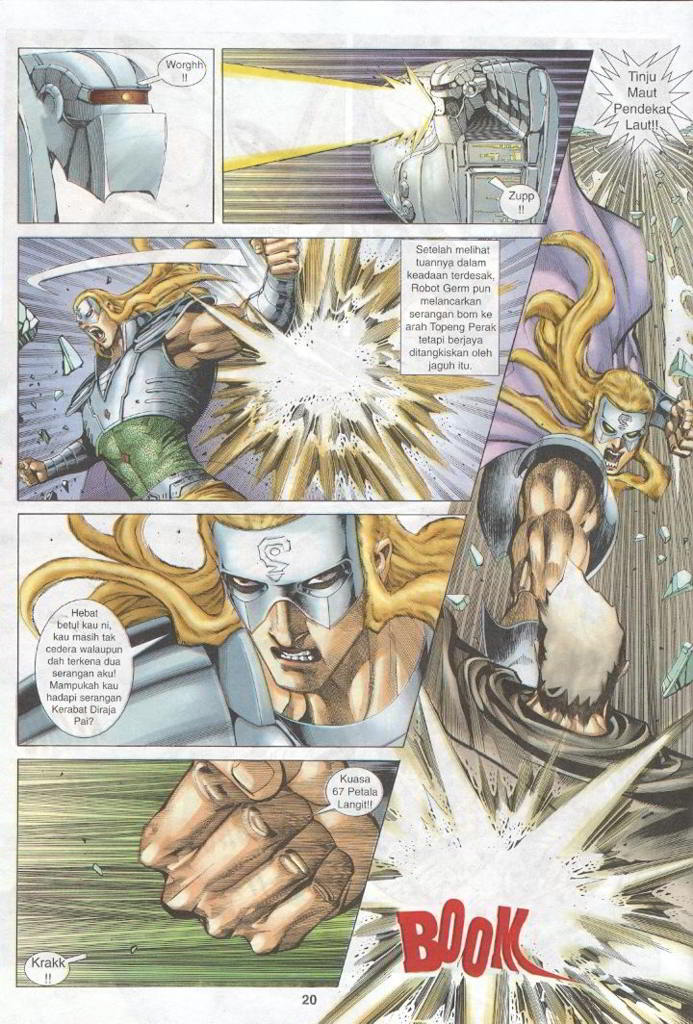 Worghh
!!
Zupp
!!
Tinju
Maut
Pendekar
Laut!!
Setelah melihat
tuannya dalam
keadaan terdesak,
Robot Germ pun
melancarkan
serangan bom ke
arah Topeng Perak
tetapi berjaya
ditangkiskan oleh
jaguh itu.
Hebat
betul kau ni,
kau masih tak
cedera walaupun
dah terkena dua
serangan aku!
Mampukah kau
hadapi serangan
Kerabat Diraja
Pai?
Kuasa
67 Petala
Langit!!
Krakk
!!
BOOM
20